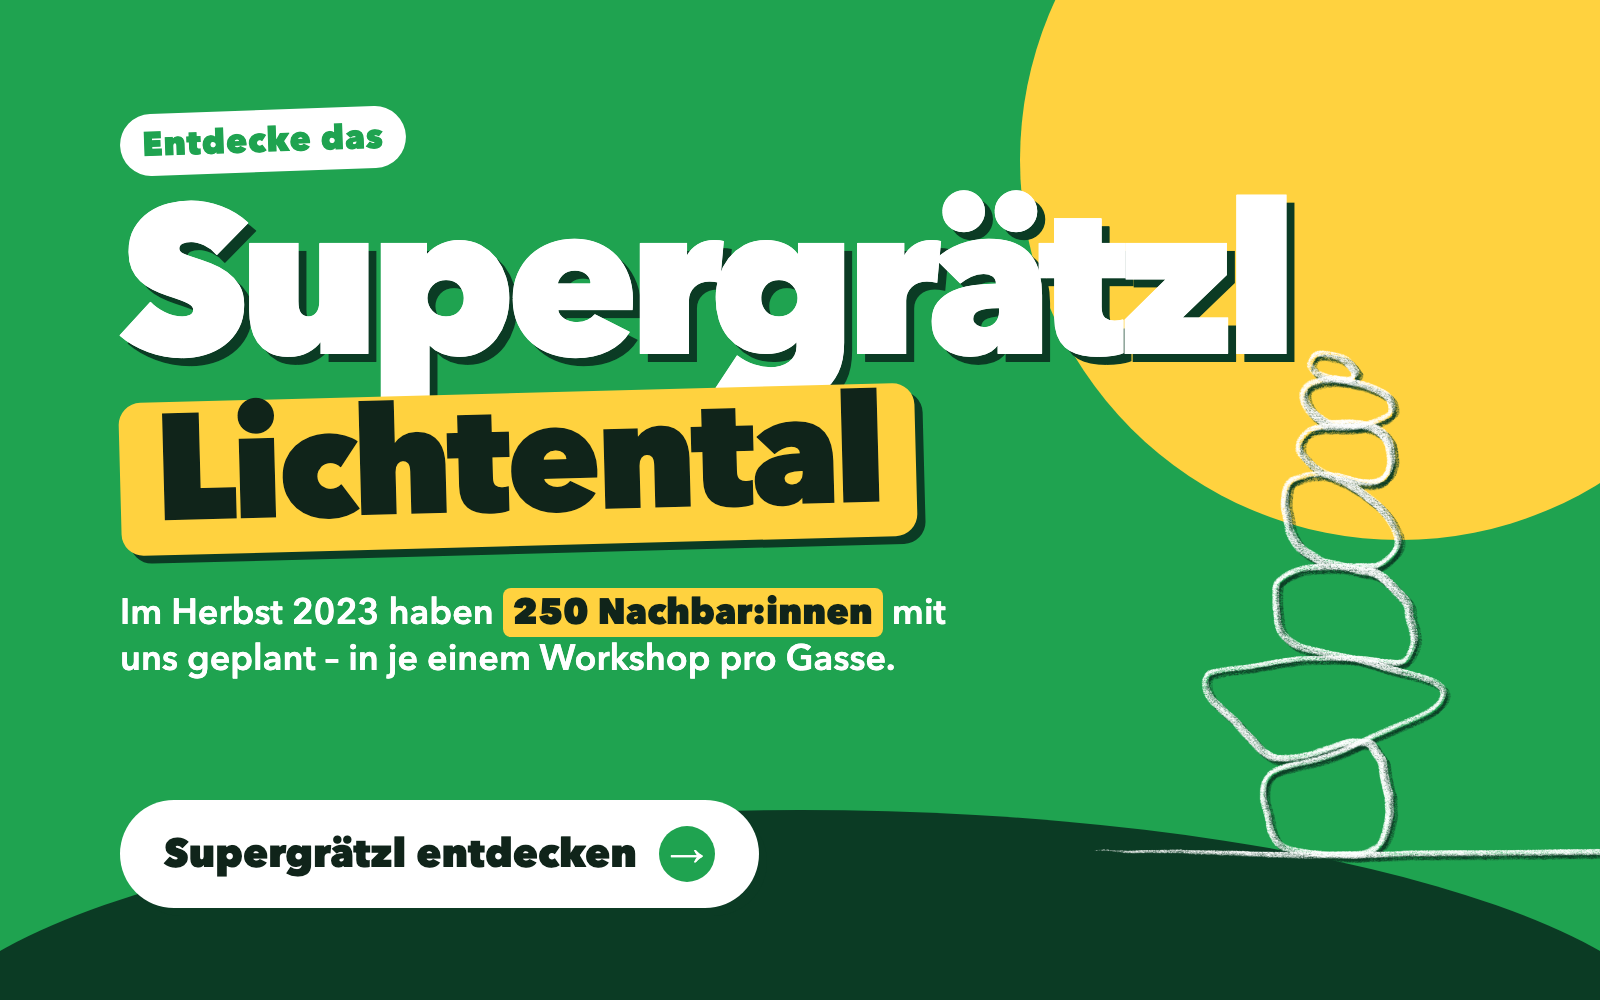 Entdecke das
Supergrätzl
Lichtental
Im Herbst 2023 haben 250 Nachbar:innen mit
uns geplant – in je einem Workshop pro Gasse.
Supergrätzl entdecken →